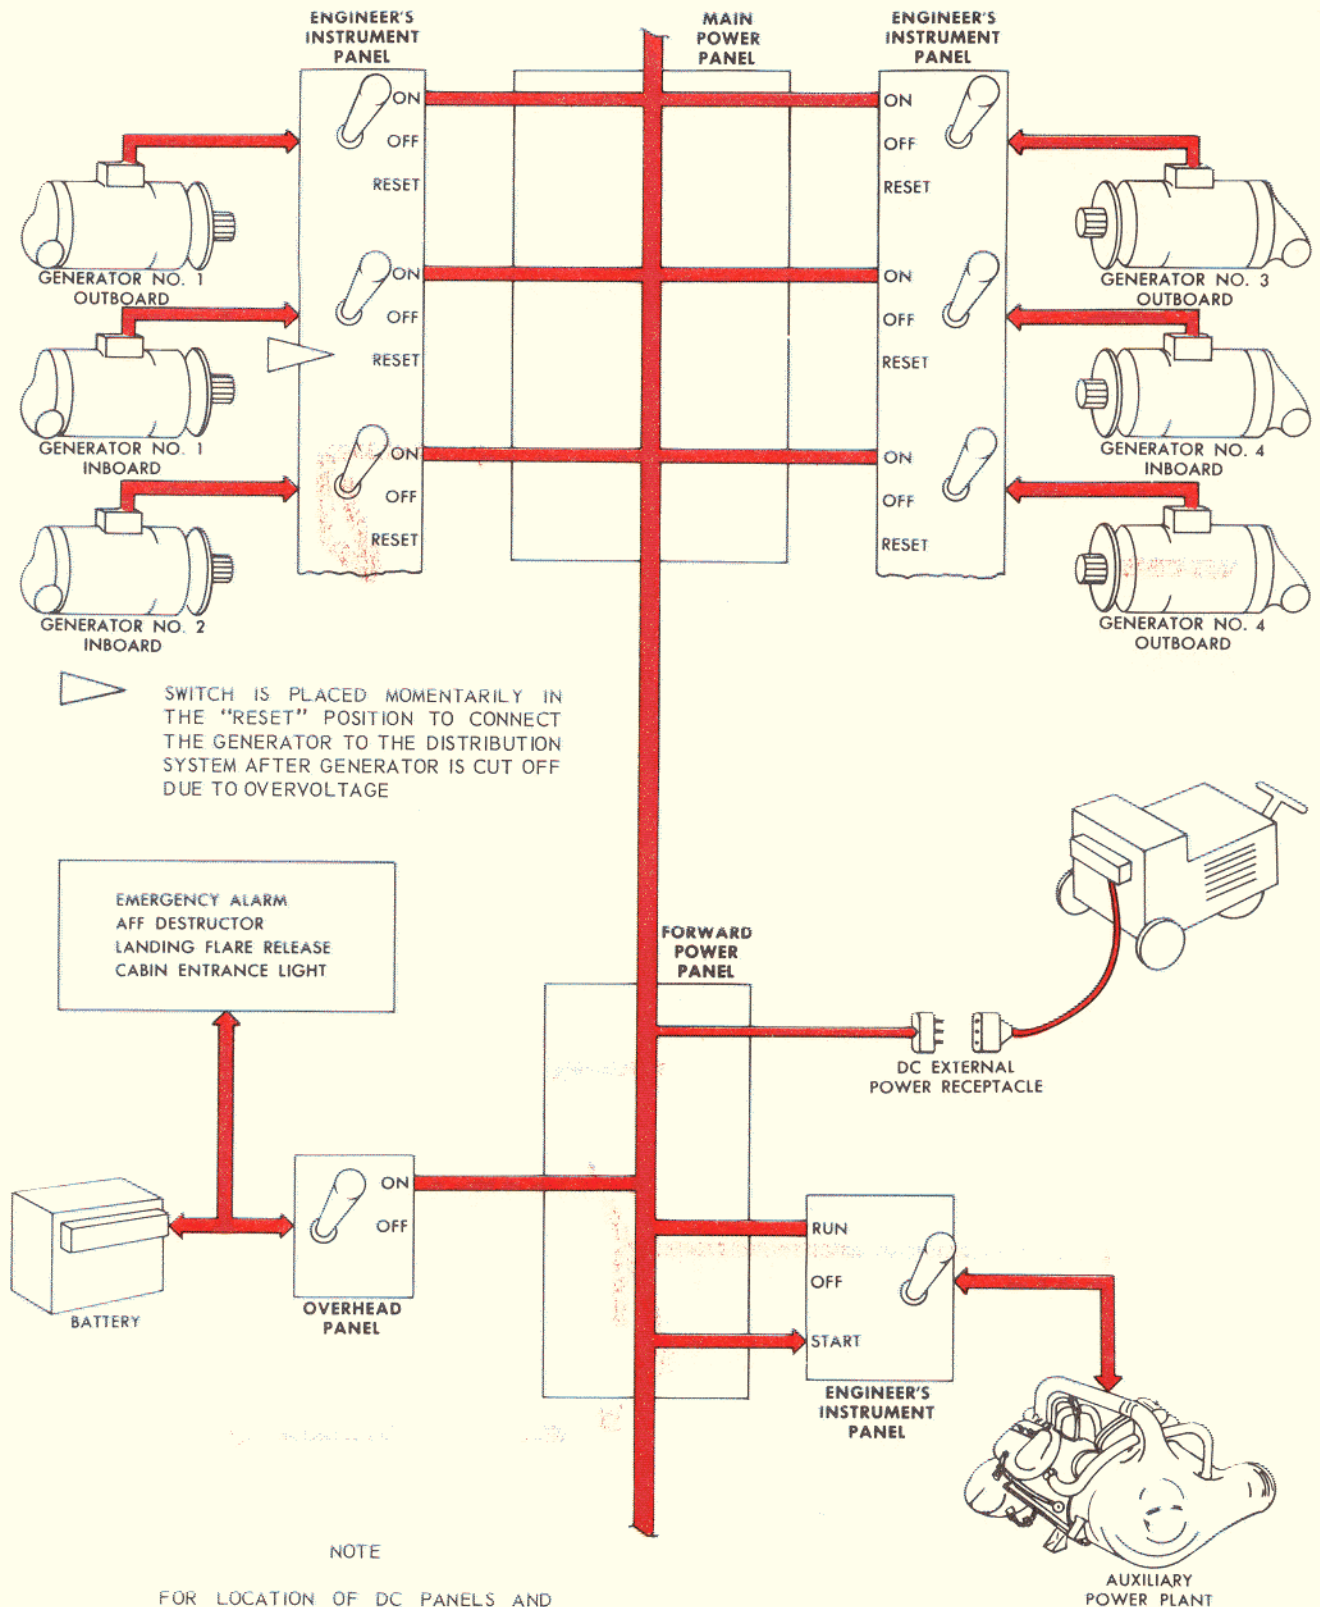 ENGINEER'S
INSTRUMENT
PANEL
MAIN
POWER
PANEL
ENGINEER'S
INSTRUMENT
PANEL
ON
OFF
RESET
ON
OFF
RESET
GENERATOR NO. 1
OUTBOARD
GENERATOR NO. 3
OUTBOARD
ON
OFF
RESET
ON
OFF
RESET
GENERATOR NO. 1
INBOARD
GENERATOR NO. 4
INBOARD
ON
OFF
RESET
ON
OFF
RESET
GENERATOR NO. 2
INBOARD
GENERATOR NO. 4
OUTBOARD
SWITCH IS PLACED MOMENTARILY IN
THE "RESET" POSITION TO CONNECT
THE GENERATOR TO THE DISTRIBUTION
SYSTEM AFTER GENERATOR IS CUT OFF
DUE TO OVERVOLTAGE
EMERGENCY ALARM
AFF DESTRUCTOR
LANDING FLARE RELEASE
CABIN ENTRANCE LIGHT
FORWARD
POWER
PANEL
DC EXTERNAL
POWER RECEPTACLE
ON
OFF
BATTERY
OVERHEAD
PANEL
RUN
OFF
START
ENGINEER'S
INSTRUMENT
PANEL
AUXILIARY
POWER PLANT
NOTE
FOR LOCATION OF DC PANELS AND